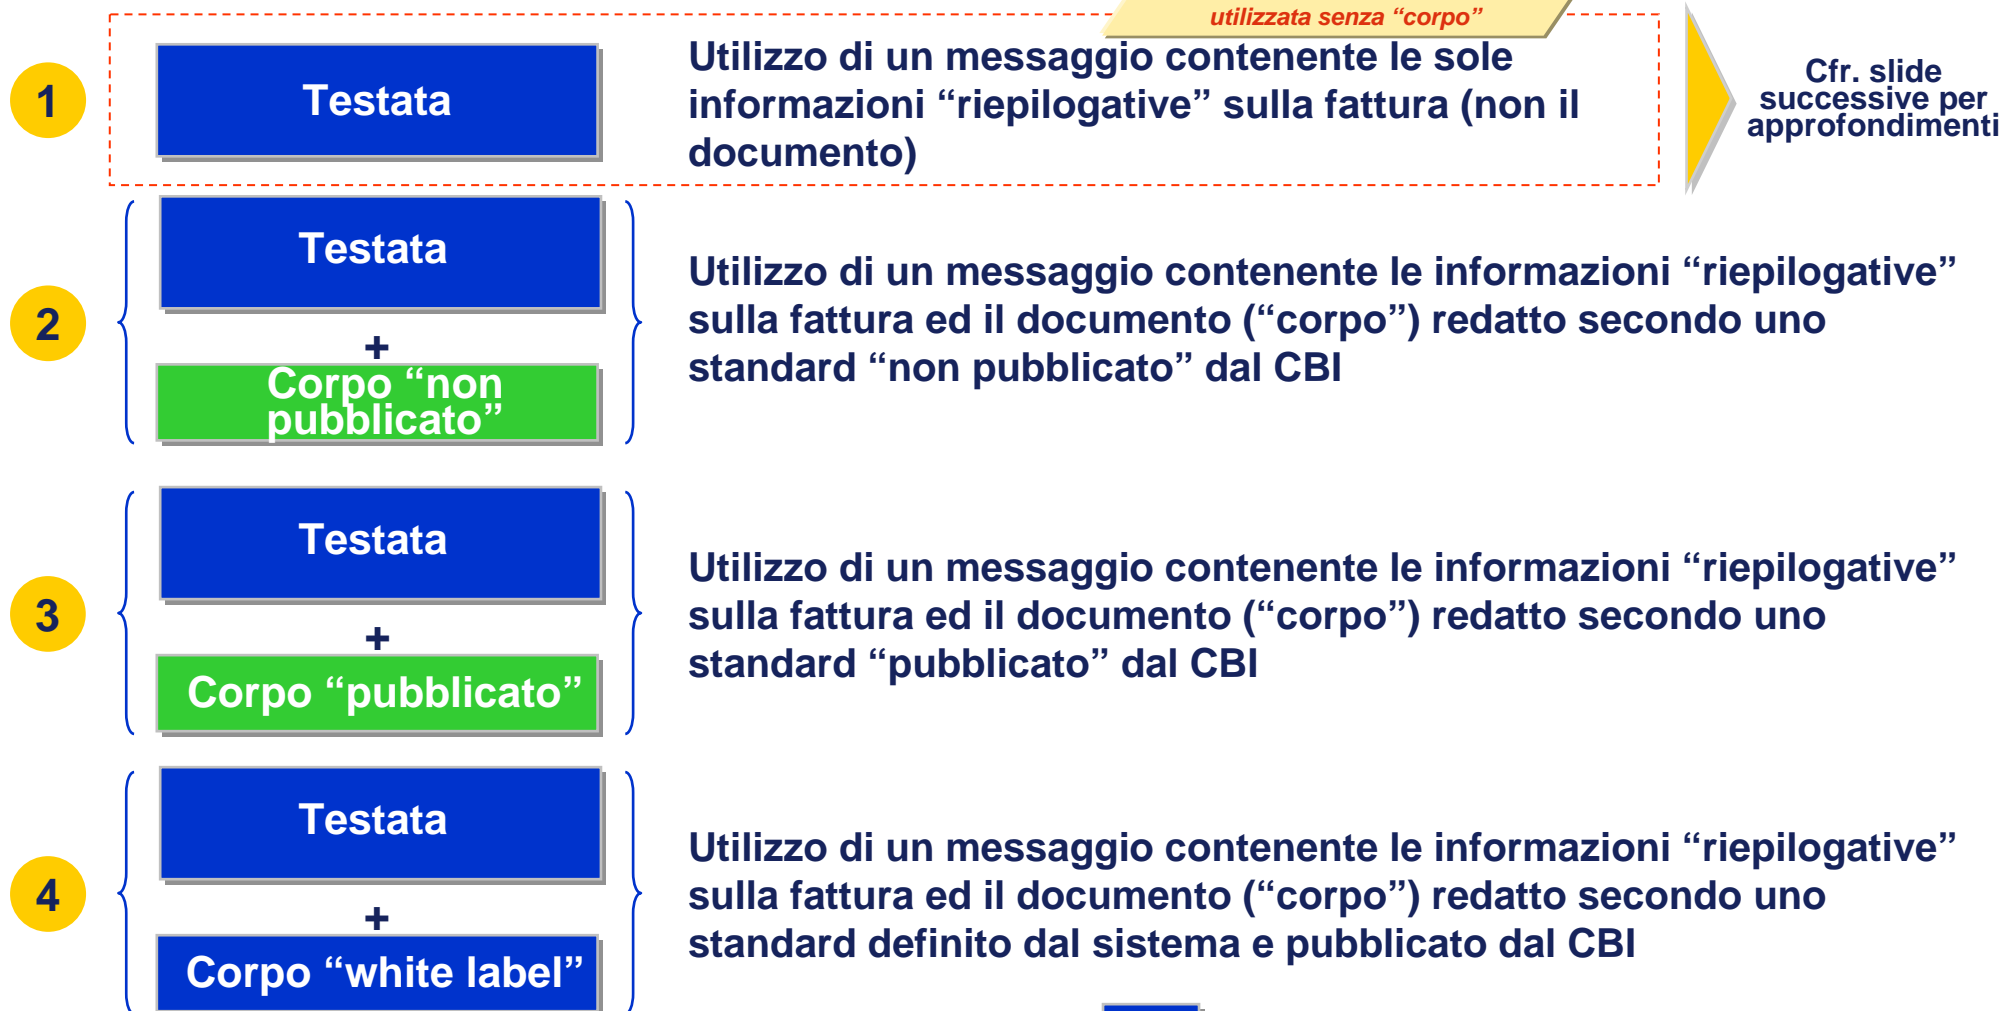 utilizzata senza “corpo”
1
Testata
Utilizzo di un messaggio contenente le sole
informazioni “riepilogative” sulla fattura (non il
documento)
Cfr. slide
successive per
approfondimenti
2
Testata
+
Corpo “non
pubblicato”
Utilizzo di un messaggio contenente le informazioni “riepilogative”
sulla fattura ed il documento (“corpo”) redatto secondo uno
standard “non pubblicato” dal CBI
3
Testata
+
Corpo “pubblicato”
Utilizzo di un messaggio contenente le informazioni “riepilogative”
sulla fattura ed il documento (“corpo”) redatto secondo uno
standard “pubblicato” dal CBI
4
Testata
+
Corpo “white label”
Utilizzo di un messaggio contenente le informazioni “riepilogative”
sulla fattura ed il documento (“corpo”) redatto secondo uno
standard definito dal sistema e pubblicato dal CBI